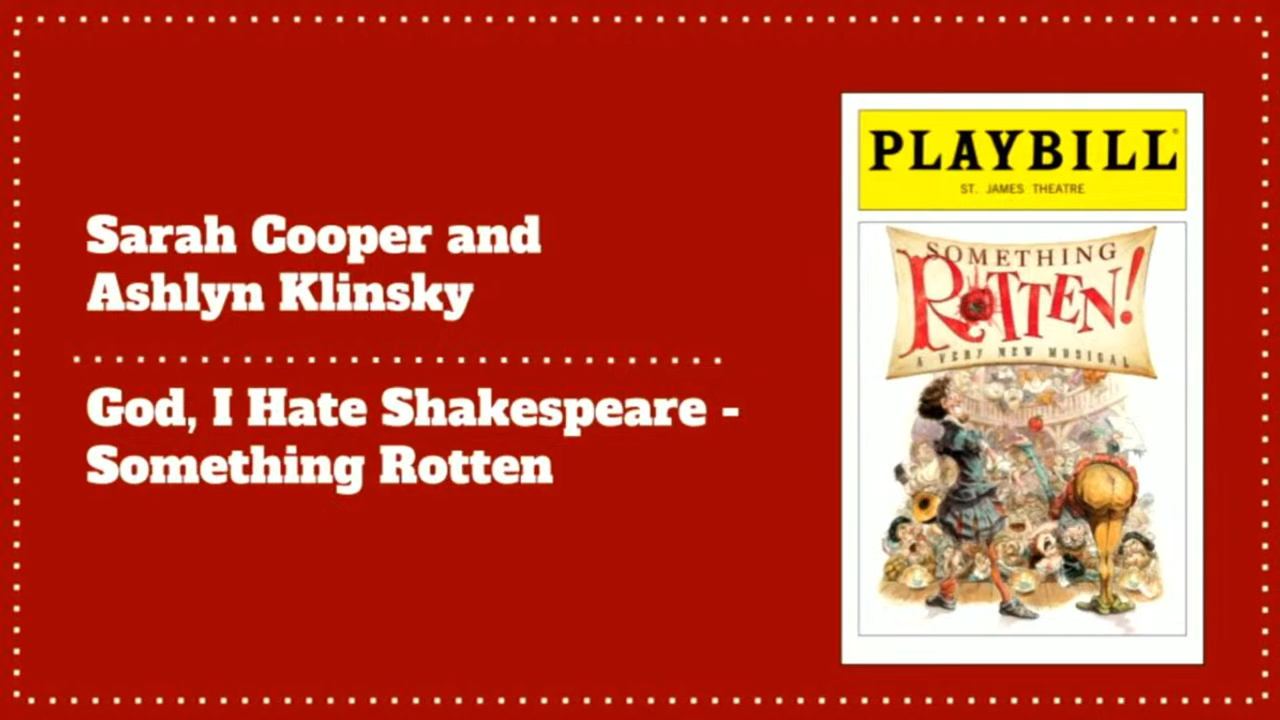 Sarah Cooper and
Ashlyn Klinsky
God, I Hate Shakespeare -
Something Rotten
PLAYBILL®
ST. JAMES THEATRE
SOMETHING
ROTTEN!
A VERY NEW MUSICAL